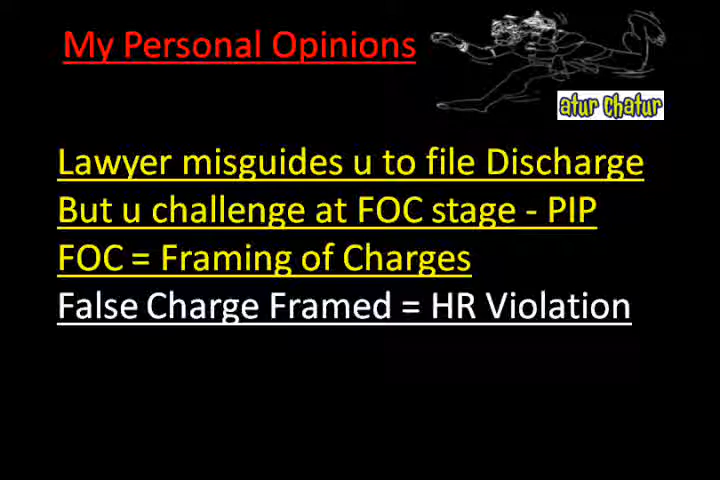 My Personal Opinions
atur chatur
Lawyer misguides u to file Discharge
But u challenge at FOC stage - PIP
FOC = Framing of Charges
False Charge Framed = HR Violation